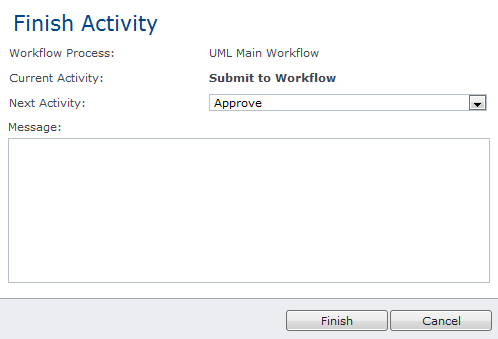 Finish Activity
Workflow Process: UML Main Workflow
Current Activity: Submit to Workflow
Next Activity: Approve
Message:
Finish Cancel